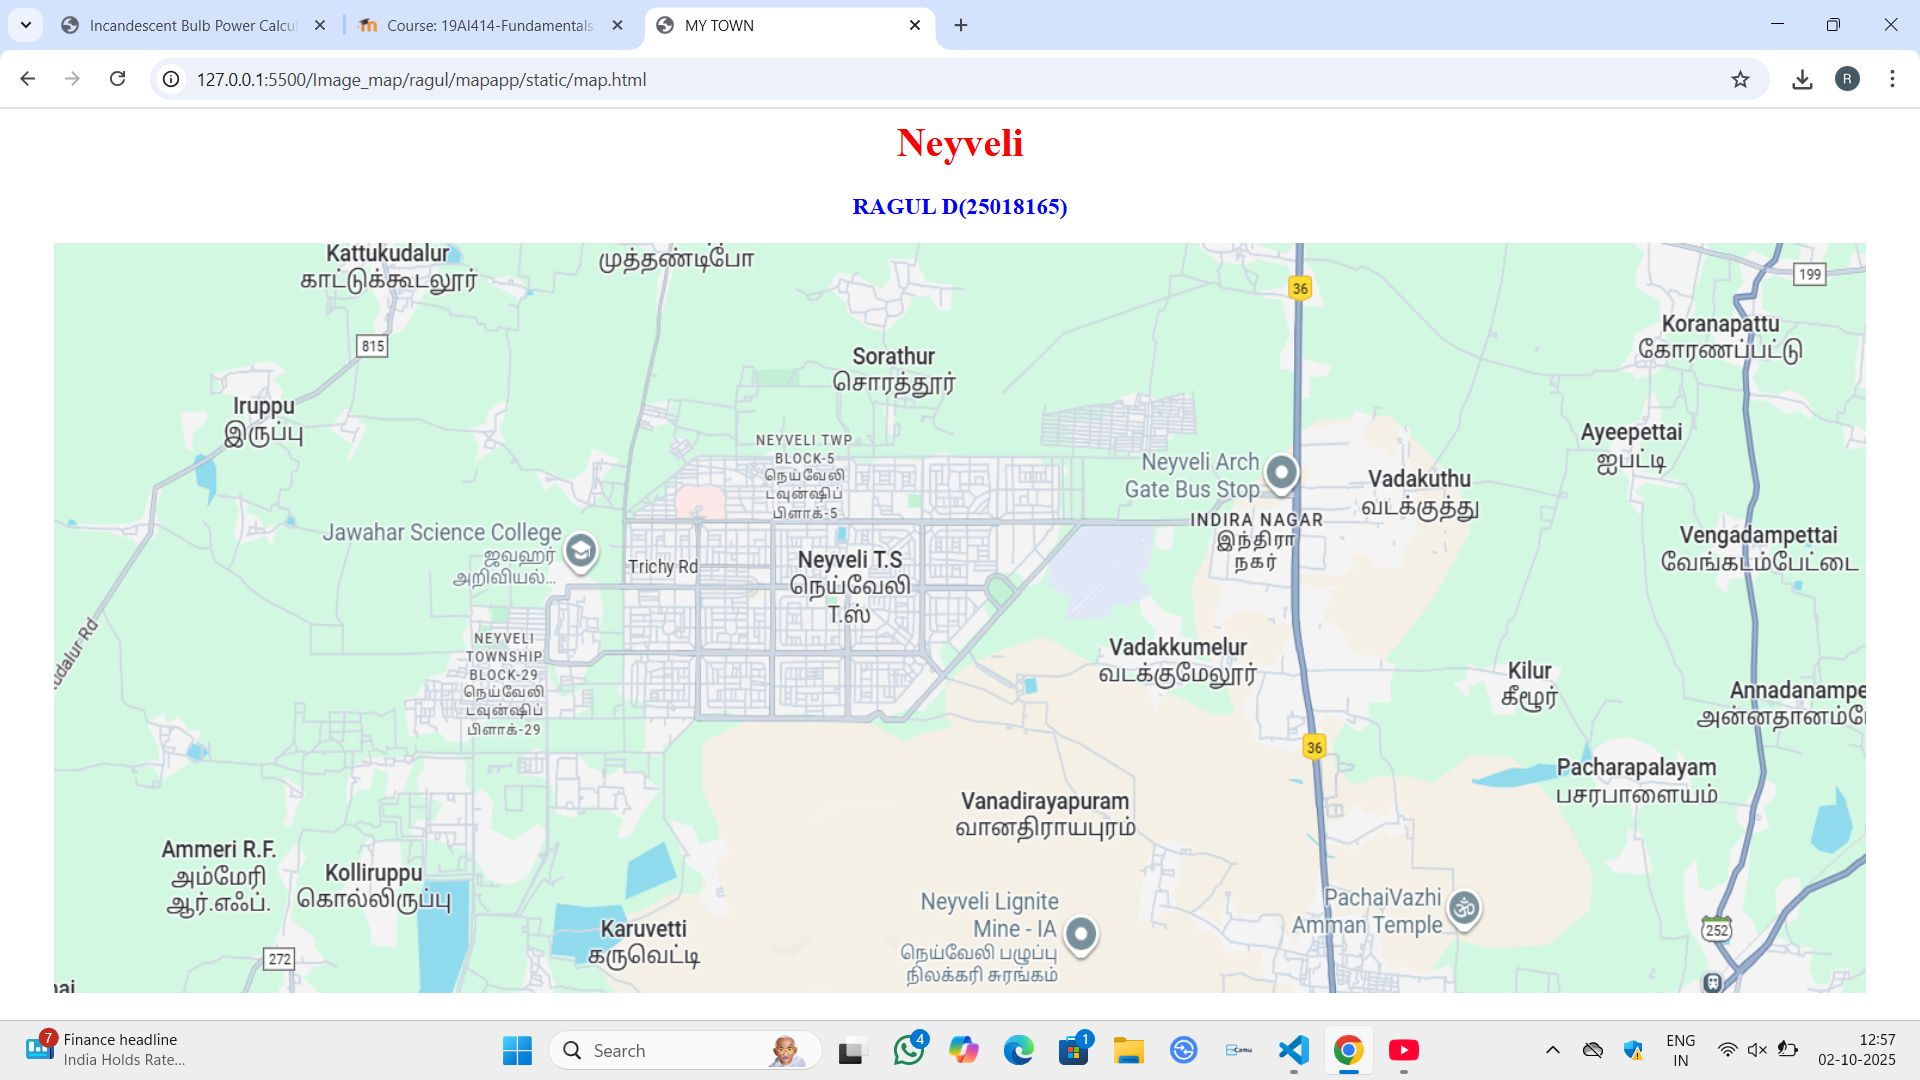 Incandescent Bulb Power Calcul
Course: 19AI414-Fundamentals
MY TOWN
127.0.0.1:5500/Image_map/ragul/mapapp/static/map.html
R
Neyveli
RAGUL D(25018165)
Kattukudalur
காட்டுக்கூடலூர்
முத்தண்டிபோ
36
199
815
Sorathur
சொரத்தூர்
Koranapattu
கோரணப்பட்டு
Iruppu
இருப்பு
NEYVELI TWP
BLOCK-5
நெய்வேலி
டவுன்ஷிப்
பிளாக்-5
Neyveli Arch
Gate Bus Stop
Vadakuthu
வடக்குத்து
Ayeepettai
ஐபட்டி
Jawahar Science College
ஜவஹர்
அறிவியல்...
Trichy Rd
Neyveli T.S
நெய்வேலி
T.ஸ்
INDIRA NAGAR
இந்திரா
நகர்
Vengadampettai
வேங்கடம்பேட்டை
udalur Rd
NEYVELI
TOWNSHIP
BLOCK-29
நெய்வேலி
டவுன்ஷிப்
பிளாக்-29
Vadakkumelur
வடக்குமேலூர்
Kilur
கீழூர்
Annadanampe
அன்னதானம்பே
36
Pacharapalayam
பசரபாளையம்
Vanadirayapuram
வானதிராயபுரம்
Ammeri R.F.
அம்மேரி
ஆர்.எஃப்.
Kolliruppu
கொல்லிருப்பு
Karuvetti
கருவெட்டி
Neyveli Lignite
Mine - IA
நெய்வேலி பழுப்பு
நிலக்கரி சுரங்கம்
PachaiVazhi
Amman Temple
252
272
7
Finance headline
India Holds Rate...
Search
4
1
Camu
ENG
IN
12:57
02-10-2025